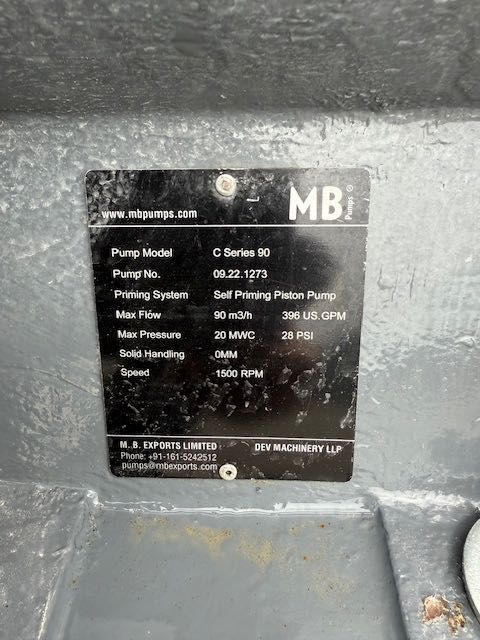 www.mbpumps.com MB Pumps ®
Pump Model C Series 90
Pump No. 09.22.1273
Priming System Self Priming Piston Pump
Max Flow 90 m3/h 396 US.GPM
Max Pressure 20 MWC 28 PSI
Solid Handling 0MM
Speed 1500 RPM
M. B. EXPORTS LIMITED DEV MACHINERY LLP
Phone: +91-161-5242512
pumps@mbexports.com